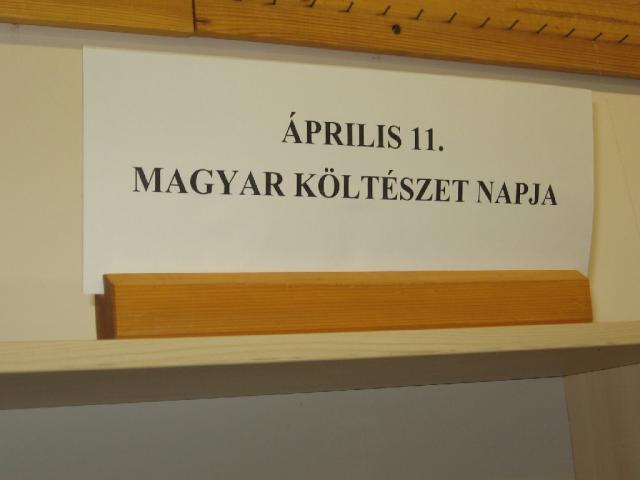 ÁPRILIS 11.
MAGYAR KÖLTÉSZET NAPJA